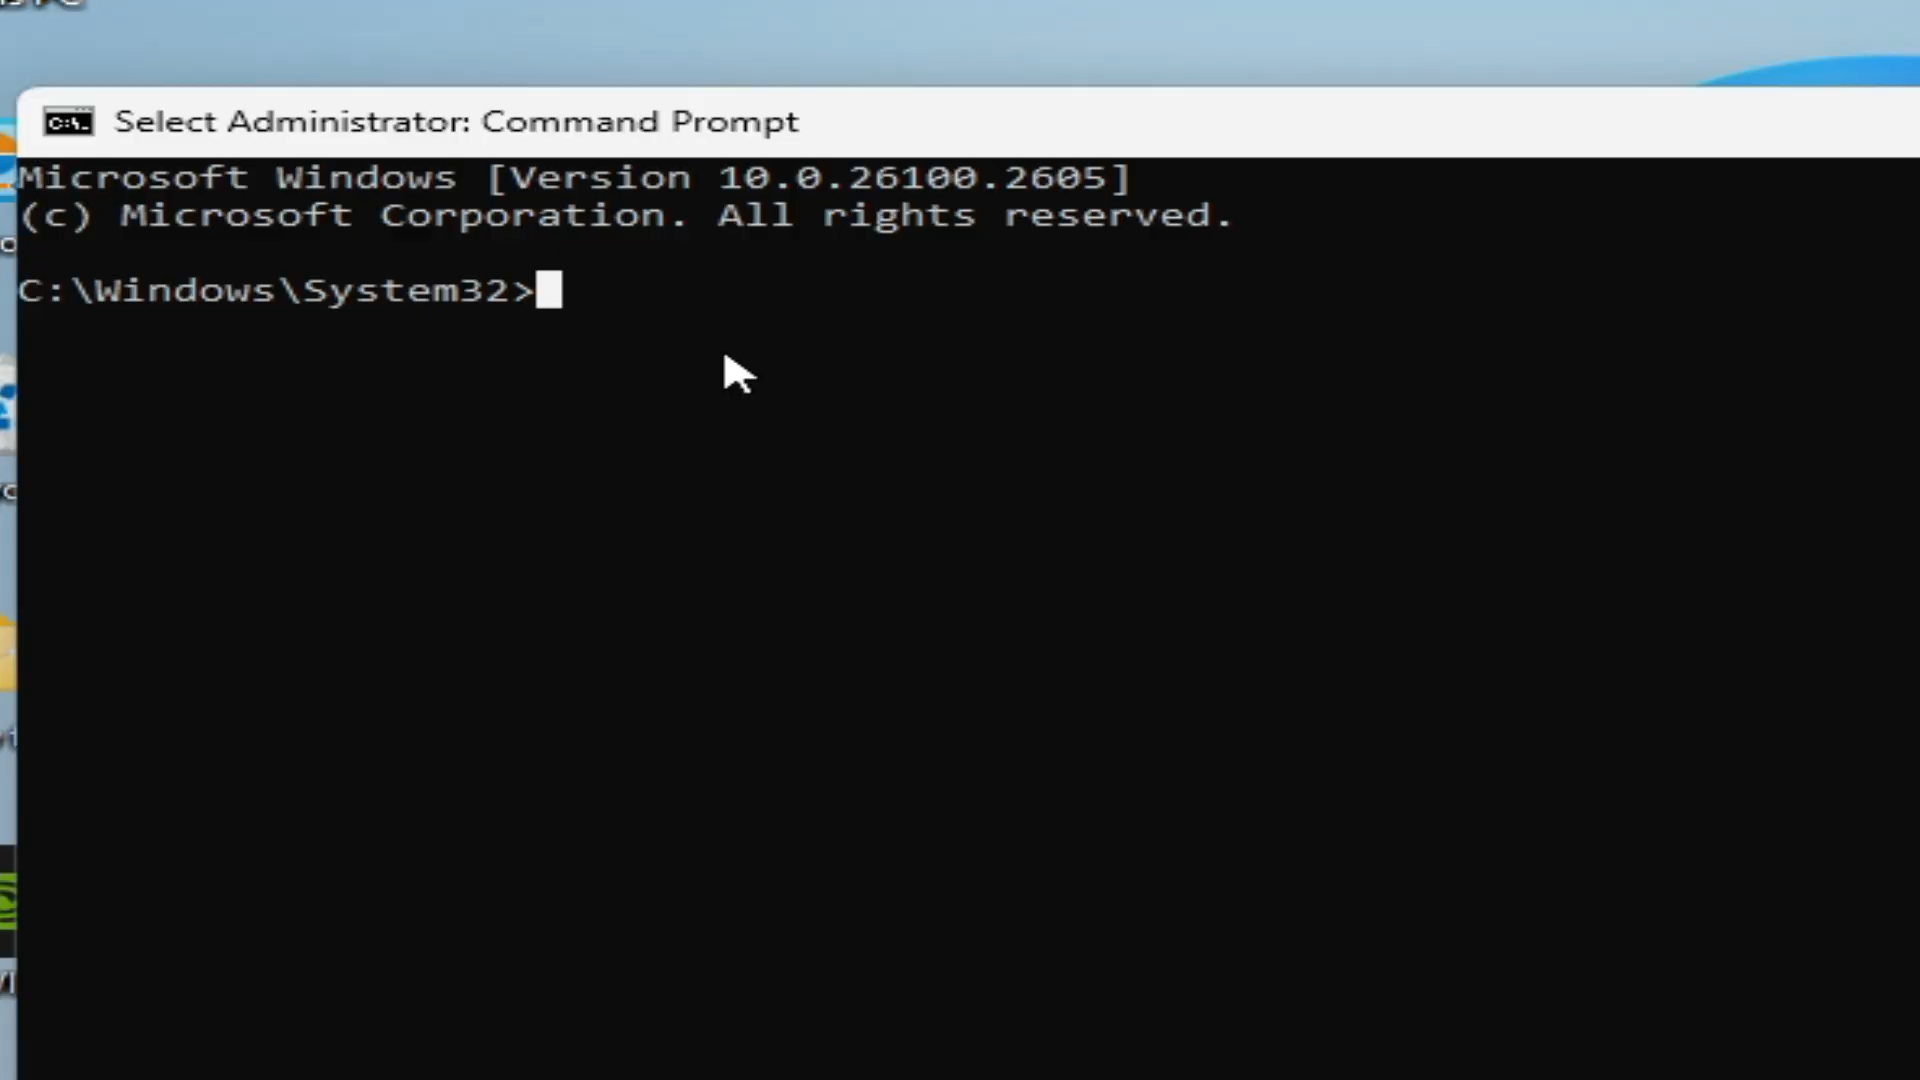 Select Administrator: Command Prompt
Microsoft Windows [Version 10.0.26100.2605]
(c) Microsoft Corporation. All rights reserved.
C:\Windows\System32>